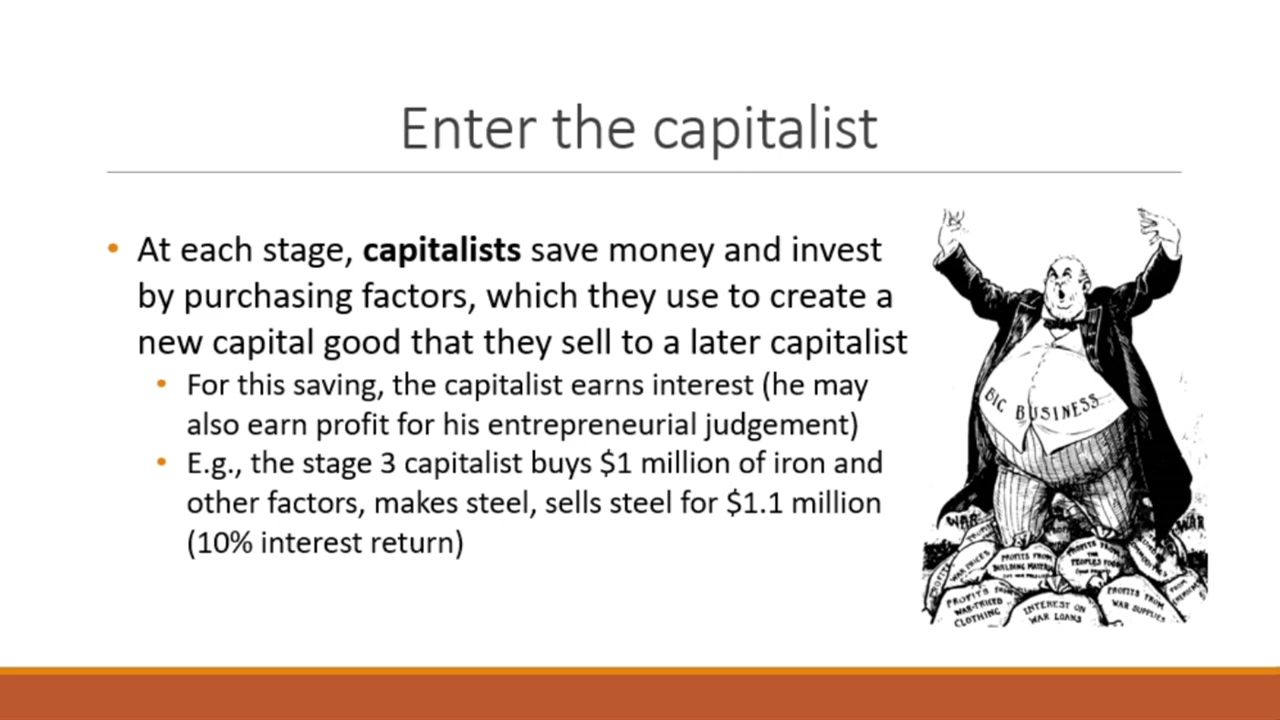 Enter the capitalist
• At each stage, capitalists save money and invest
by purchasing factors, which they use to create a
new capital good that they sell to a later capitalist
• For this saving, the capitalist earns interest (he may
also earn profit for his entrepreneurial judgement)
• E.g., the stage 3 capitalist buys $1 million of iron and
other factors, makes steel, sells steel for $1.1 million
(10% interest return)
BIG BUSINESS
WAR
WAR
PROFITS FROM
BUILDING MATERIAL
PROFITS FROM
THE
PEOPLES FOOD
PROFITS FROM
WAR-PRICED
CLOTHING
INTEREST ON
WAR LOANS
PROFITS FROM
WAR SUPPLIES